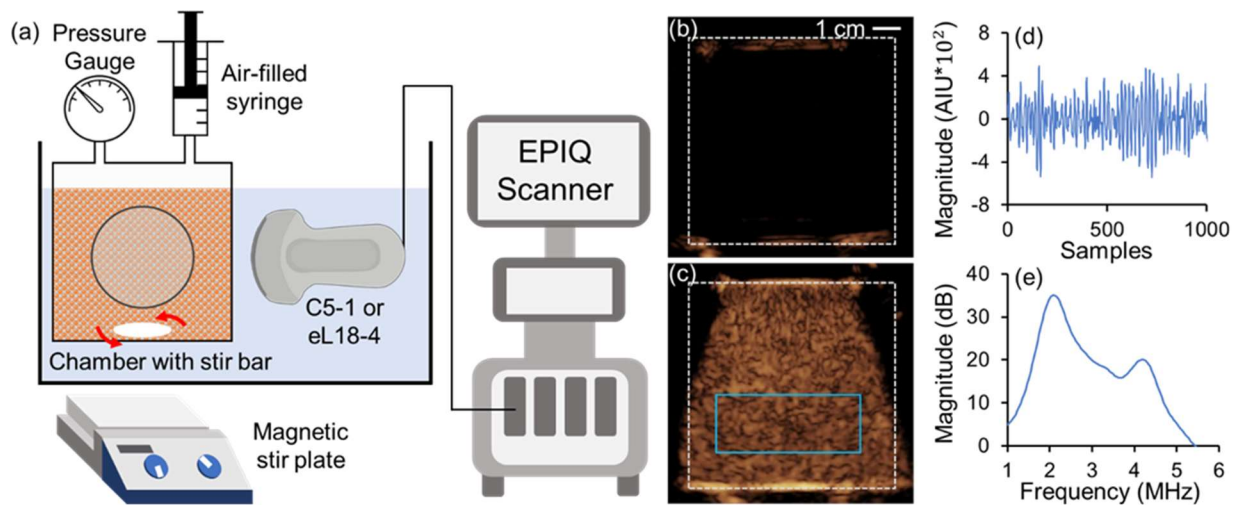 (a)
Pressure
Gauge
Air-filled
syringe
C5-1 or
eL18-4
Chamber with stir bar
Magnetic
stir plate
EPIQ
Scanner
(b)
1 cm
(c)
(d)
Magnitude (AIU*10²)
8
4
0
-4
-8
0
500
1000
Samples
(e)
Magnitude (dB)
40
30
20
10
0
1
2
3
4
5
6
Frequency (MHz)